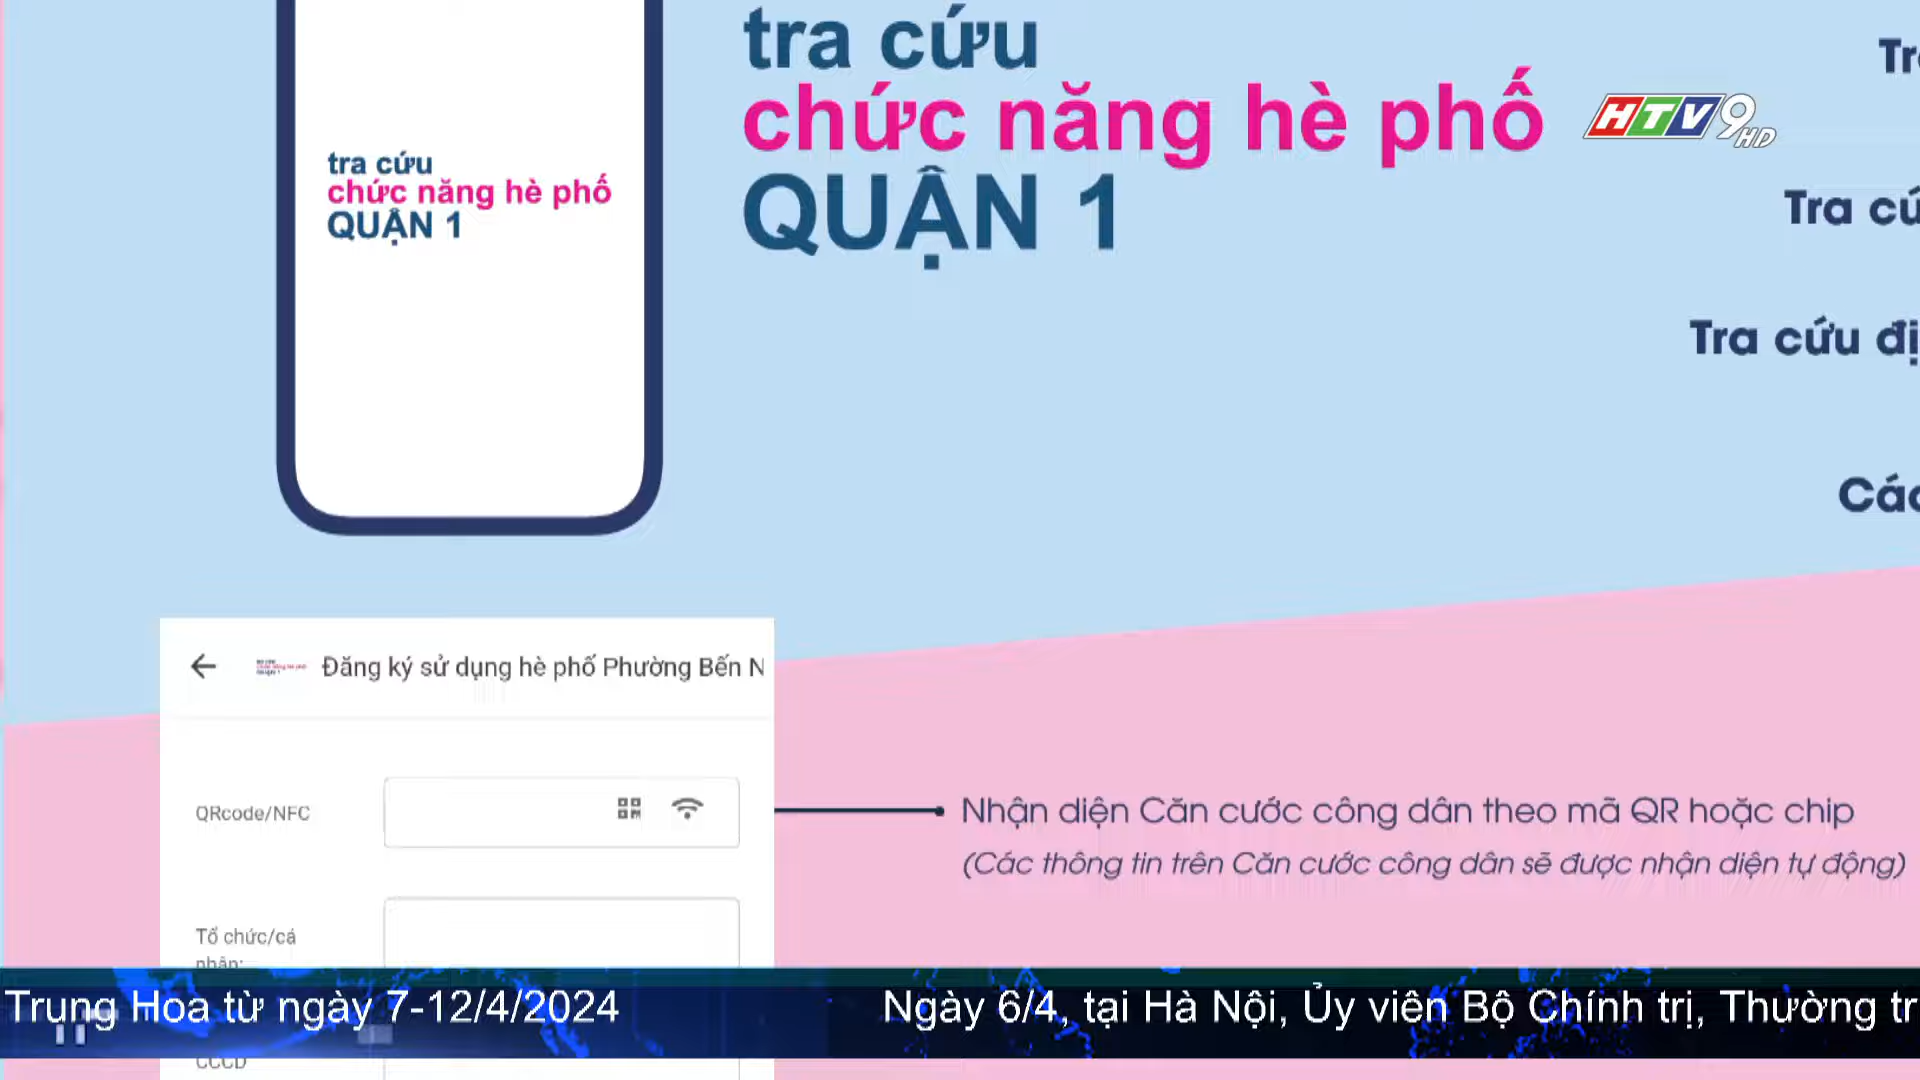 tra cứu
chức năng hè phố
QUẬN 1
tra cứu
chức năng hè phố
QUẬN 1
HTV9 HD
Tra cứ
Tra cứu đị
Đăng ký sử dụng hè phố Phường Bến N
QRcode/NFC
Nhận diện Căn cước công dân theo mã QR hoặc chip
(Các thông tin trên Căn cước công dân sẽ được nhận diện tự động)
Tổ chức/cá
nhân:
Trung Hoa từ ngày 7-12/4/2024
Ngày 6/4, tại Hà Nội, Ủy viên Bộ Chính trị, Thường tr
CCCD